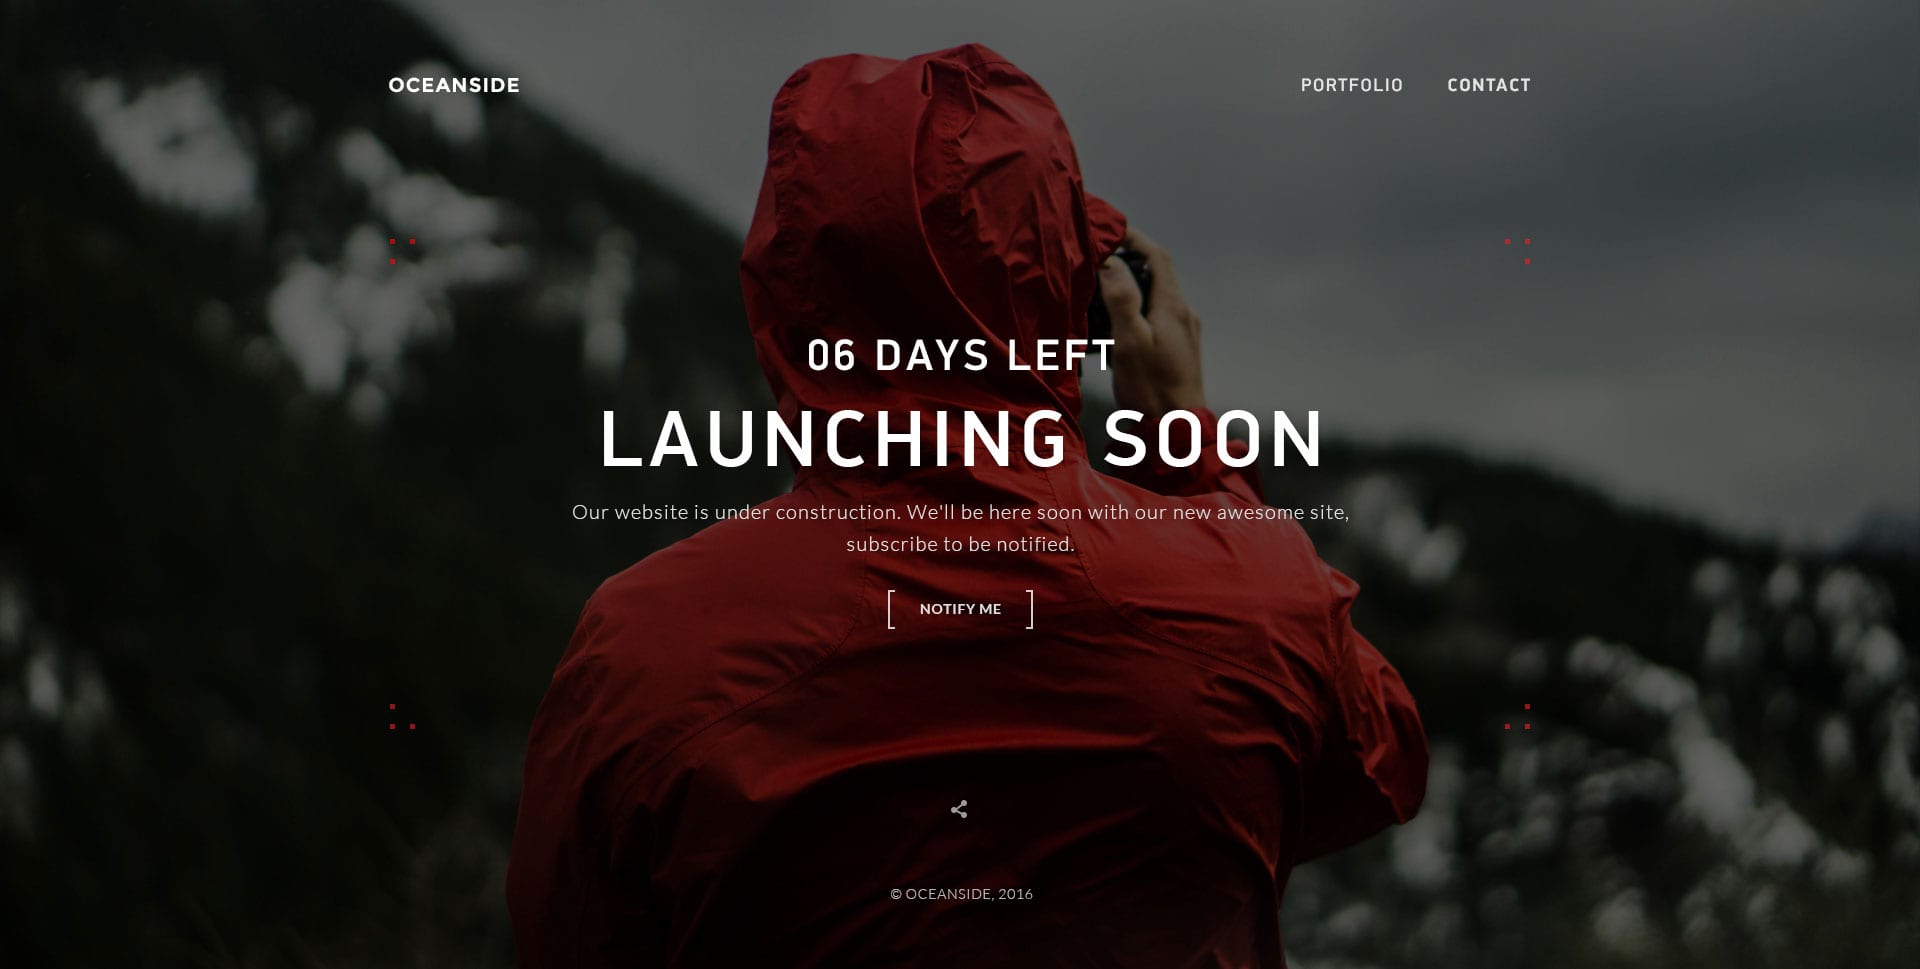 OCEANSIDE
PORTFOLIO CONTACT
06 DAYS LEFT
LAUNCHING SOON
Our website is under construction. We'll be here soon with our new awesome site,
subscribe to be notified.
NOTIFY ME
© OCEANSIDE, 2016